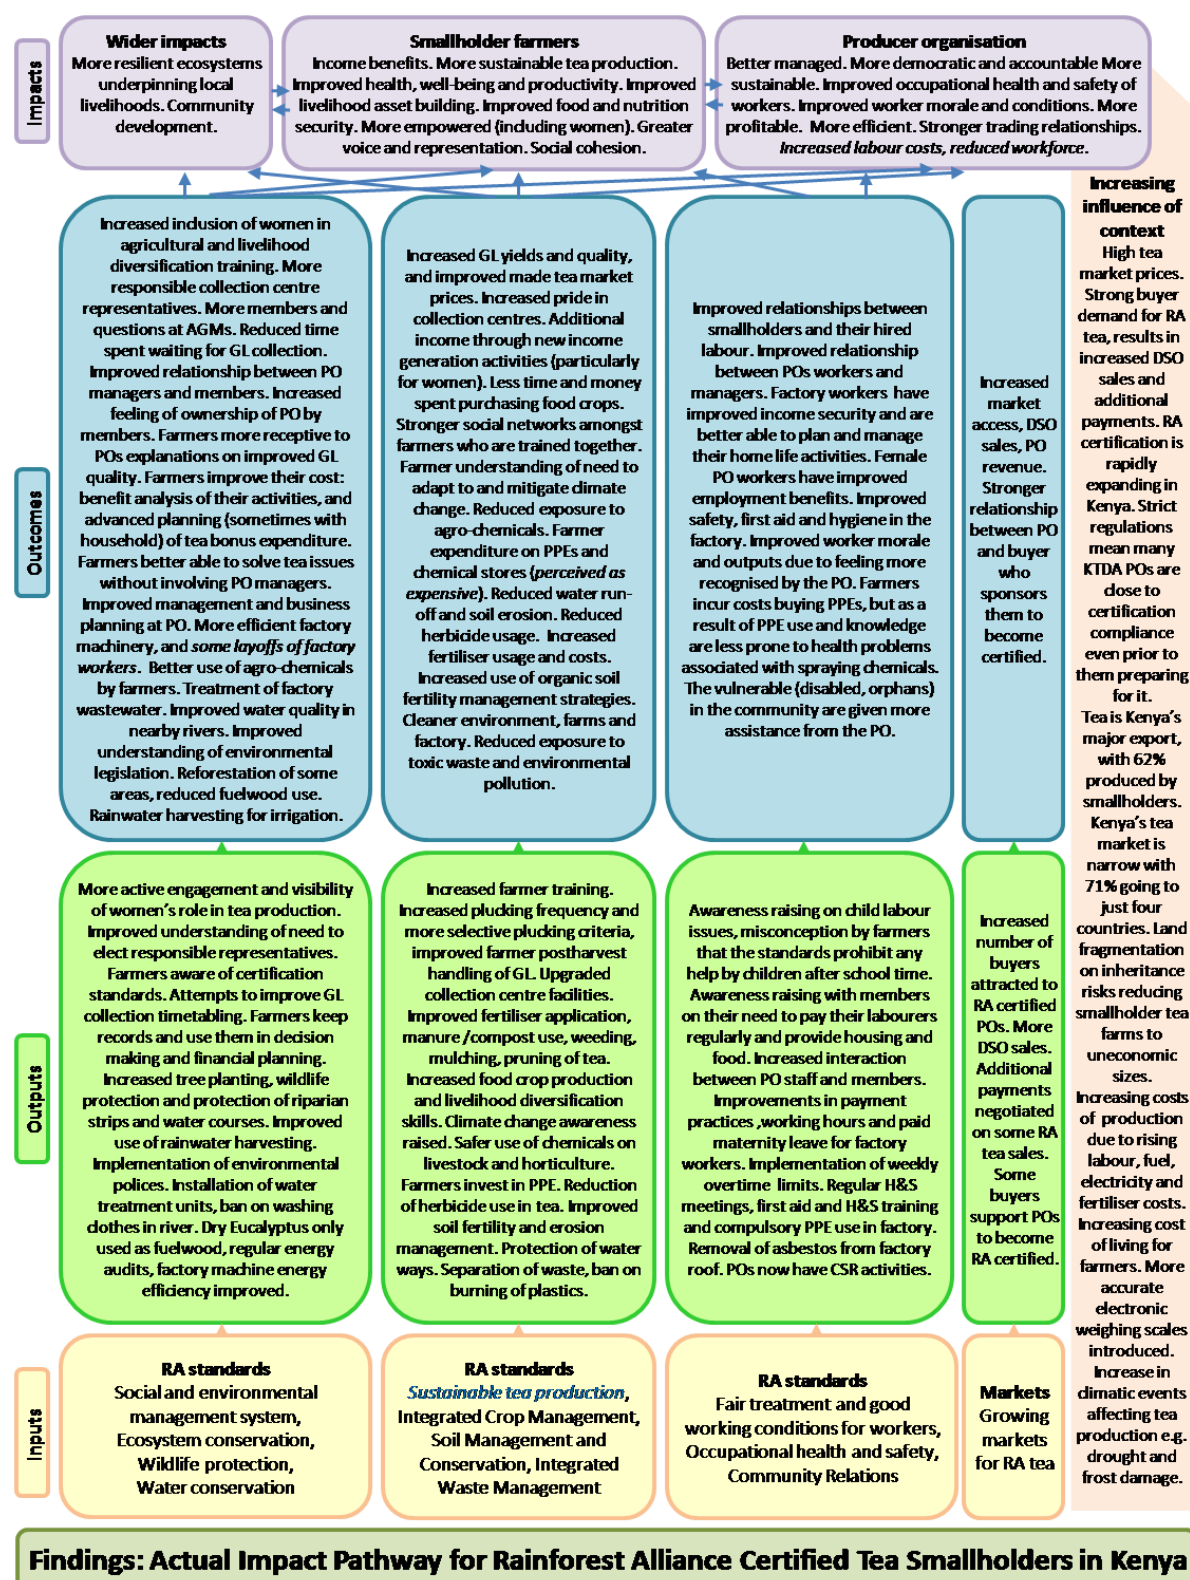 Impacts
Wider impacts
More resilient ecosystems
underpinning local
livelihoods. Community
development.
Smallholder farmers
Income benefits. More sustainable tea production.
Improved health, well-being and productivity. Improved
livelihood asset building. Improved food and nutrition
security. More empowered (including women). Greater
voice and representation. Social cohesion.
Producer organisation
Better managed. More democratic and accountable More
sustainable. Improved occupational health and safety of
workers. Improved worker morale and conditions. More
profitable. More efficient. Stronger trading relationships.
Increased labour costs, reduced workforce.
Outcomes
Increased inclusion of women in
agricultural and livelihood
diversification training. More
responsible collection centre
representatives. More members and
questions at AGMs. Reduced time
spent waiting for GL collection.
Improved relationship between PO
managers and members. Increased
feeling of ownership of PO by
members. Farmers more receptive to
POs explanations on improved GL
quality. Farmers improve their cost:
benefit analysis of their activities, and
advanced planning (sometimes with
household) of tea bonus expenditure.
Farmers better able to solve tea issues
without involving PO managers.
Improved management and business
planning at PO. More efficient factory
machinery, and some layoffs of factory
workers. Better use of agro-chemicals
by farmers. Treatment of factory
wastewater. Improved water quality in
nearby rivers. Improved
understanding of environmental
legislation. Reforestation of some
areas, reduced fuelwood use.
Rainwater harvesting for irrigation.
Increased GL yields and quality,
and improved made tea market
prices. Increased pride in
collection centres. Additional
income through new income
generation activities (particularly
for women). Less time and money
spent purchasing food crops.
Stronger social networks amongst
farmers who are trained together.
Farmer understanding of need to
adapt to and mitigate climate
change. Reduced exposure to
agro-chemicals. Farmer
expenditure on PPEs and
chemical stores (perceived as
expensive). Reduced water run-
off and soil erosion. Reduced
herbicide usage. Increased
fertiliser usage and costs.
Increased use of organic soil
fertility management strategies.
Cleaner environment, farms and
factory. Reduced exposure to
toxic waste and environmental
pollution.
Improved relationships between
smallholders and their hired
labour. Improved relationship
between POs workers and
managers. Factory workers have
improved income security and are
better able to plan and manage
their home life activities. Female
PO workers have improved
employment benefits. Improved
safety, first aid and hygiene in the
factory. Improved worker morale
and outputs due to feeling more
recognised by the PO. Farmers
incur costs buying PPEs, but as a
result of PPE use and knowledge
are less prone to health problems
associated with spraying chemicals.
The vulnerable (disabled, orphans)
in the community are given more
assistance from the PO.
Increased
market
access, DSO
sales, PO
revenue.
Stronger
relationship
between PO
and buyer
who
sponsors
them to
become
certified.
Outputs
More active engagement and visibility
of women's role in tea production.
Improved understanding of need to
elect responsible representatives.
Farmers aware of certification
standards. Attempts to improve GL
collection timetabling. Farmers keep
records and use them in decision
making and financial planning.
Increased tree planting, wildlife
protection and protection of riparian
strips and water courses. Improved
use of rainwater harvesting.
Implementation of environmental
polices. Installation of water
treatment units, ban on washing
clothes in river. Dry Eucalyptus only
used as fuelwood, regular energy
audits, factory machine energy
efficiency improved.
Increased farmer training.
Increased plucking frequency and
more selective plucking criteria,
improved farmer postharvest
handling of GL. Upgraded
collection centre facilities.
Improved fertiliser application,
manure /compost use, weeding,
mulching, pruning of tea.
Increased food crop production
and livelihood diversification
skills. Climate change awareness
raised. Safer use of chemicals on
livestock and horticulture.
Farmers invest in PPE. Reduction
of herbicide use in tea. Improved
soil fertility and erosion
management. Protection of water
ways. Separation of waste, ban on
burning of plastics.
Awareness raising on child labour
issues, misconception by farmers
that the standards prohibit any
help by children after school time.
Awareness raising with members
on their need to pay their labourers
regularly and provide housing and
food. Increased interaction
between PO staff and members.
Improvements in payment
practices ,working hours and paid
maternity leave for factory
workers. Implementation of weekly
overtime limits. Regular H&S
meetings, first aid and H&S training
and compulsory PPE use in factory.
Removal of asbestos from factory
roof. POs now have CSR activities.
Increased
number of
buyers
attracted to
RA certified
POs. More
DSO sales.
Additional
payments
negotiated
on some RA
tea sales.
Some
buyers
support POs
to become
RA certified.
Inputs
RA standards
Social and environmental
management system,
Ecosystem conservation,
Wildlife protection,
Water conservation
RA standards
Sustainable tea production,
Integrated Crop Management,
Soil Management and
Conservation, Integrated
Waste Management
RA standards
Fair treatment and good
working conditions for workers,
Occupational health and safety,
Community Relations
Markets
Growing
markets
for RA tea
Increasing
influence of
context
High tea
market prices.
Strong buyer
demand for RA
tea, results in
increased DSO
sales and
additional
payments. RA
certification is
rapidly
expanding in
Kenya. Strict
regulations
mean many
KTDA POs are
close to
certification
compliance
even prior to
them preparing
for it.
Tea is Kenya's
major export,
with 62%
produced by
smallholders.
Kenya's tea
market is
narrow with
71% going to
just four
countries. Land
fragmentation
on inheritance
risks reducing
smallholder tea
farms to
uneconomic
sizes.
Increasing costs
of production
due to rising
labour, fuel,
electricity and
fertiliser costs.
Increasing cost
of living for
farmers. More
accurate
electronic
weighing scales
introduced.
Increase in
climatic events
affecting tea
production e.g.
drought and
frost damage.
Findings: Actual Impact Pathway for Rainforest Alliance Certified Tea Smallholders in Kenya